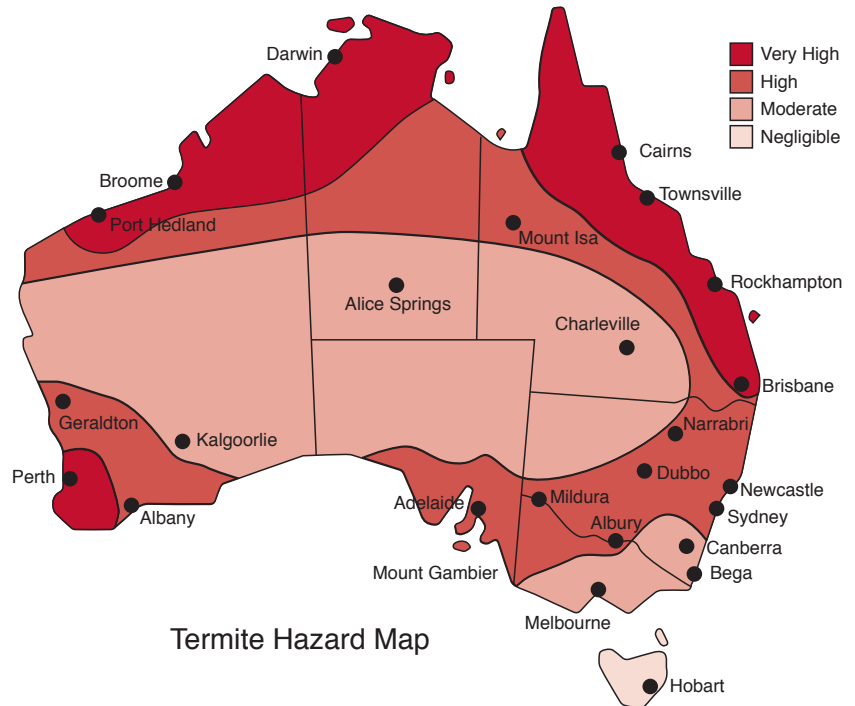 Darwin
Very High
High
Moderate
Negligible
Cairns
Broome
Townsville
Port Hedland
Mount Isa
Rockhampton
Alice Springs
Charleville
Brisbane
Geraldton
Narrabri
Kalgoorlie
Perth
Dubbo
Newcastle
Adelaide
Mildura
Sydney
Albany
Albury
Canberra
Mount Gambier
Bega
Melbourne
Termite Hazard Map
Hobart